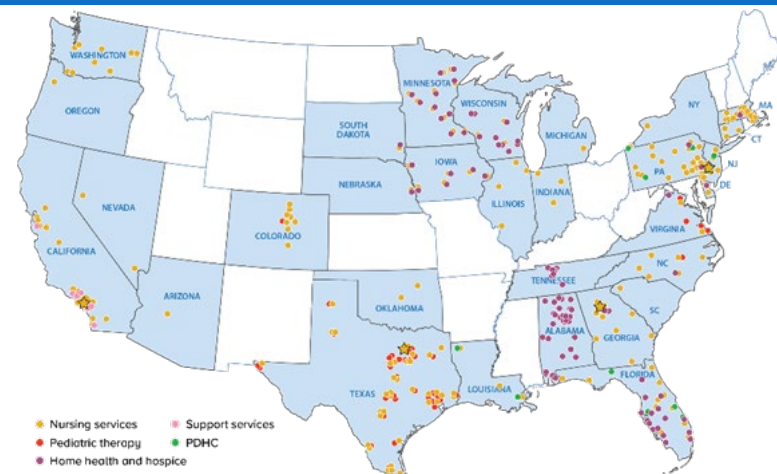 WASHINGTON
OREGON
NEVADA
CALIFORNIA
ARIZONA
COLORADO
SOUTH
DAKOTA
NEBRASKA
OKLAHOMA
TEXAS
MINNESOTA
WISCONSIN
IOWA
ILLINOIS
MICHIGAN
INDIANA
LOUISIANA
TENNESSEE
ALABAMA
GEORGIA
FLORIDA
SC
NC
VIRGINIA
PA
NY
MA
CT
NJ
DE
Nursing services
Pediatric therapy
Home health and hospice
Support services
PDHC